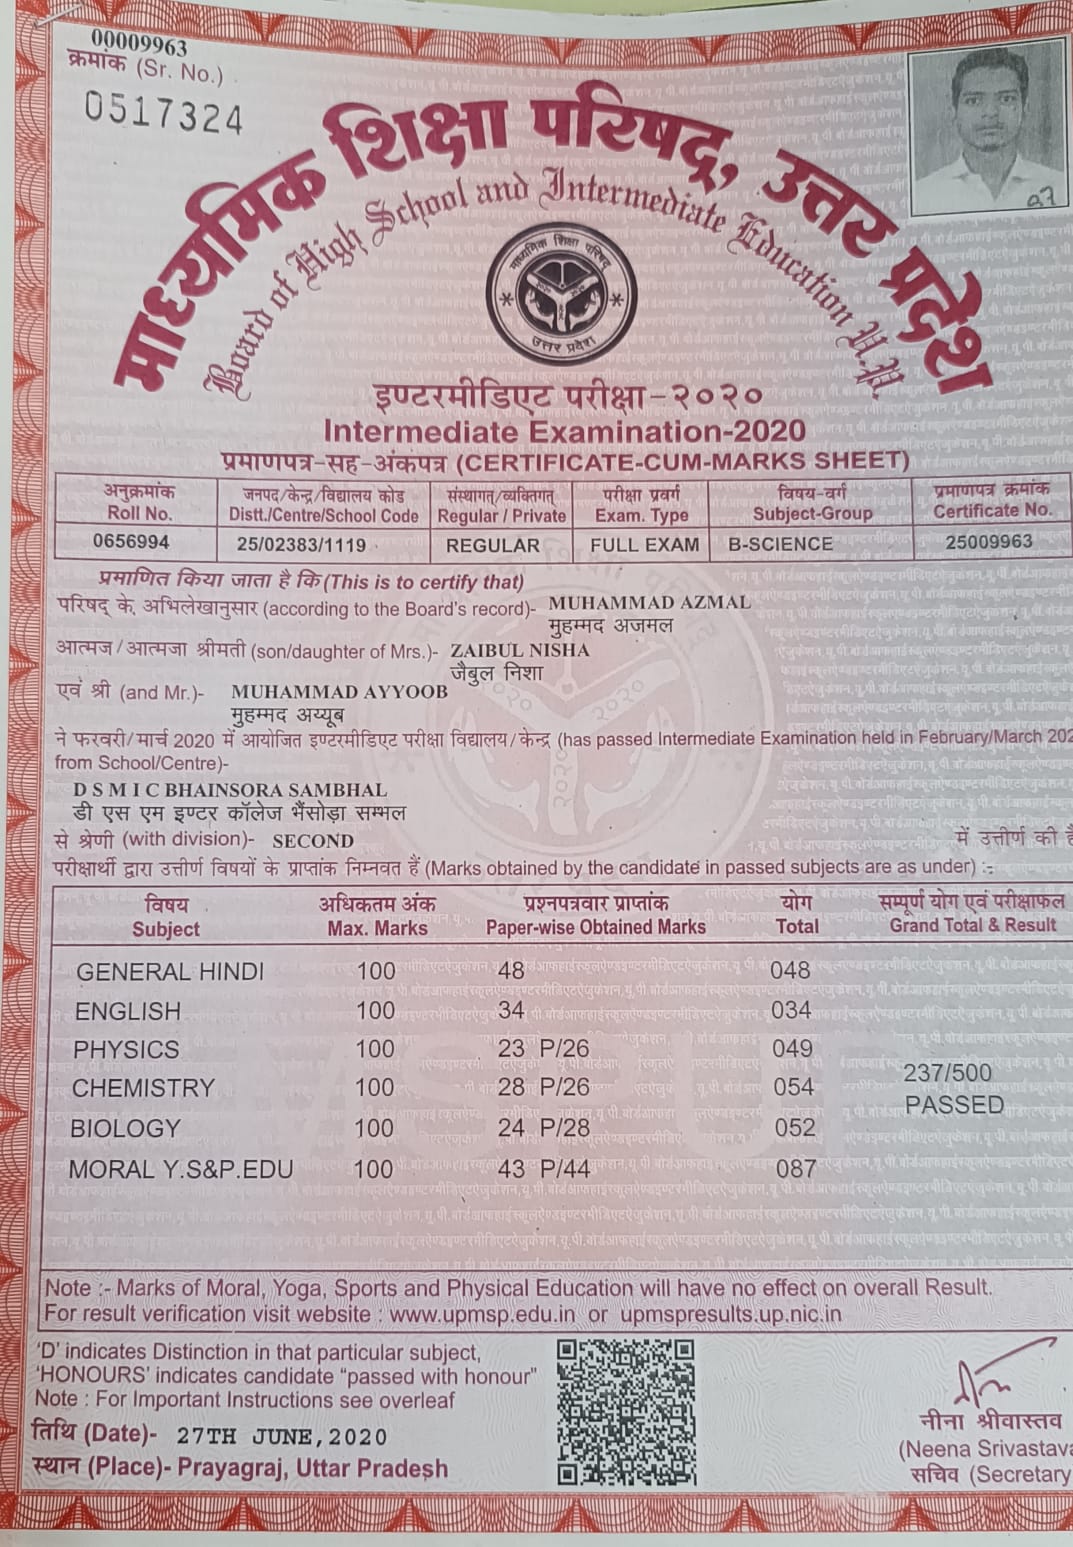 00009963
क्रमांक (Sr. No.)
0517324
माध्यमिक शिक्षा परिषद्, उत्तर प्रदेश
Board of High School and Intermediate Education U.P.
माध्यमिक शिक्षा परिषद
उत्तर प्रदेश
इण्टरमीडिएट परीक्षा-२०२०
Intermediate Examination-2020
प्रमाणपत्र-सह-अंकपत्र (CERTIFICATE-CUM-MARKS SHEET)
अनुक्रमांक जनपद/केन्द्र/विद्यालय कोड संस्थागत/व्यक्तिगत परीक्षा प्रवर्ग विषय-वर्ग प्रमाणपत्र क्रमांक
Roll No. Distt./Centre/School Code Regular / Private Exam. Type Subject-Group Certificate No.
0656994 25/02383/1119 REGULAR FULL EXAM B-SCIENCE 25009963
प्रमाणित किया जाता है कि (This is to certify that)
परिषद के अभिलेखानुसार (according to the Board's record)- MUHAMMAD AZMAL
मुहम्मद अजमल
आत्मज/आत्मजा श्रीमती (son/daughter of Mrs.)- ZAIBUL NISHA
जैबुल निशा
एवं श्री (and Mr.)- MUHAMMAD AYYOOB
मुहम्मद अय्यूब
ने फरवरी/मार्च 2020 में आयोजित इण्टरमीडिएट परीक्षा विद्यालय/केन्द्र (has passed Intermediate Examination held in February/March 202
from School/Centre)-
D S M I C BHAINSORA SAMBHAL
डी एस एम इण्टर कॉलेज भैंसोड़ा सम्भल
से श्रेणी (with division)- SECOND में उत्तीर्ण की है
परीक्षार्थी द्वारा उत्तीर्ण विषयों के प्राप्तांक निम्नवत हैं (Marks obtained by the candidate in passed subjects are as under) :-
विषय अधिकतम अंक प्रश्नपत्रवार प्राप्तांक योग सम्पूर्ण योग एवं परीक्षाफल
Subject Max. Marks Paper-wise Obtained Marks Total Grand Total & Result
GENERAL HINDI 100 48 048
ENGLISH 100 34 034
PHYSICS 100 23 P/26 049
237/500
CHEMISTRY 100 28 P/26 054
PASSED
BIOLOGY 100 24 P/28 052
MORAL Y.S&P.EDU 100 43 P/44 087
Note :- Marks of Moral, Yoga, Sports and Physical Education will have no effect on overall Result.
For result verification visit website : www.upmsp.edu.in or upmspresults.up.nic.in
'D' indicates Distinction in that particular subject,
'HONOURS' indicates candidate "passed with honour"
Note : For Important Instructions see overleaf
तिथि (Date)- 27TH JUNE,2020
स्थान (Place)- Prayagraj, Uttar Pradesh
नीना श्रीवास्तव
(Neena Srivastava
सचिव (Secretary